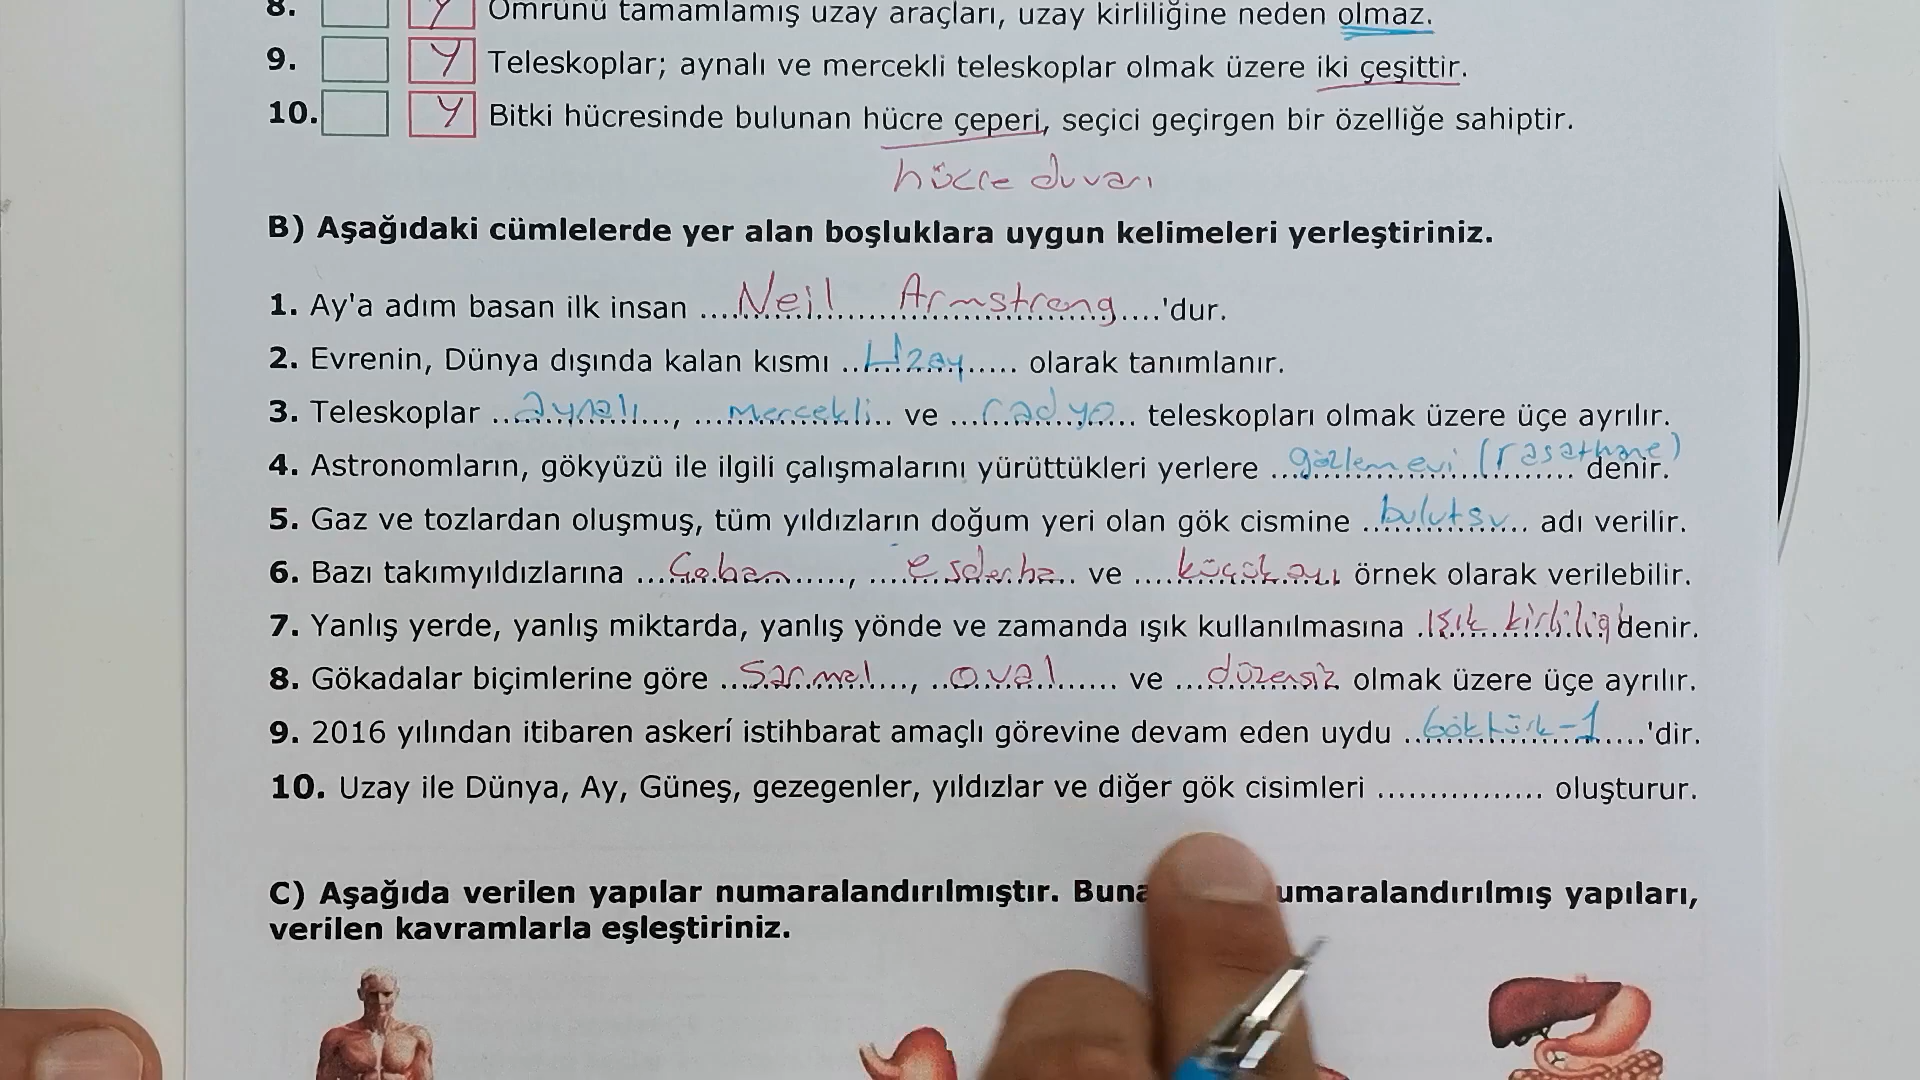 8. y Ömrünü tamamlamış uzay araçları, uzay kirliliğine neden olmaz.
9. y Teleskoplar; aynalı ve mercekli teleskoplar olmak üzere iki çeşittir.
10. y Bitki hücresinde bulunan hücre çeperi, seçici geçirgen bir özelliğe sahiptir.
hücre duvarı
B) Aşağıdaki cümlelerde yer alan boşluklara uygun kelimeleri yerleştiriniz.
1. Ay'a adım basan ilk insan ....Neil Armstrong....'dur.
2. Evrenin, Dünya dışında kalan kısmı ..Uzay..... olarak tanımlanır.
3. Teleskoplar ..aynalı..., ...mercekli.. ve ...radyo... teleskopları olmak üzere üçe ayrılır.
4. Astronomların, gökyüzü ile ilgili çalışmalarını yürüttükleri yerlere ...gözlem evi (rasathane) denir.
5. Gaz ve tozlardan oluşmuş, tüm yıldızların doğum yeri olan gök cismine ..bulutsu... adı verilir.
6. Bazı takımyıldızlarına ...Çoban....., ....ejderha.. ve ....küçük ayı örnek olarak verilebilir.
7. Yanlış yerde, yanlış miktarda, yanlış yönde ve zamanda ışık kullanılmasına .ışık kirliliği denir.
8. Gökadalar biçimlerine göre ..Sarmal..., ..oval..... ve ...düzensiz olmak üzere üçe ayrılır.
9. 2016 yılından itibaren askerí istihbarat amaçlı görevine devam eden uydu ..Göktürk-1....'dir.
10. Uzay ile Dünya, Ay, Güneş, gezegenler, yıldızlar ve diğer gök cisimleri ................ oluşturur.
C) Aşağıda verilen yapılar numaralandırılmıştır. Buna umaralandırılmış yapıları,
verilen kavramlarla eşleştiriniz.